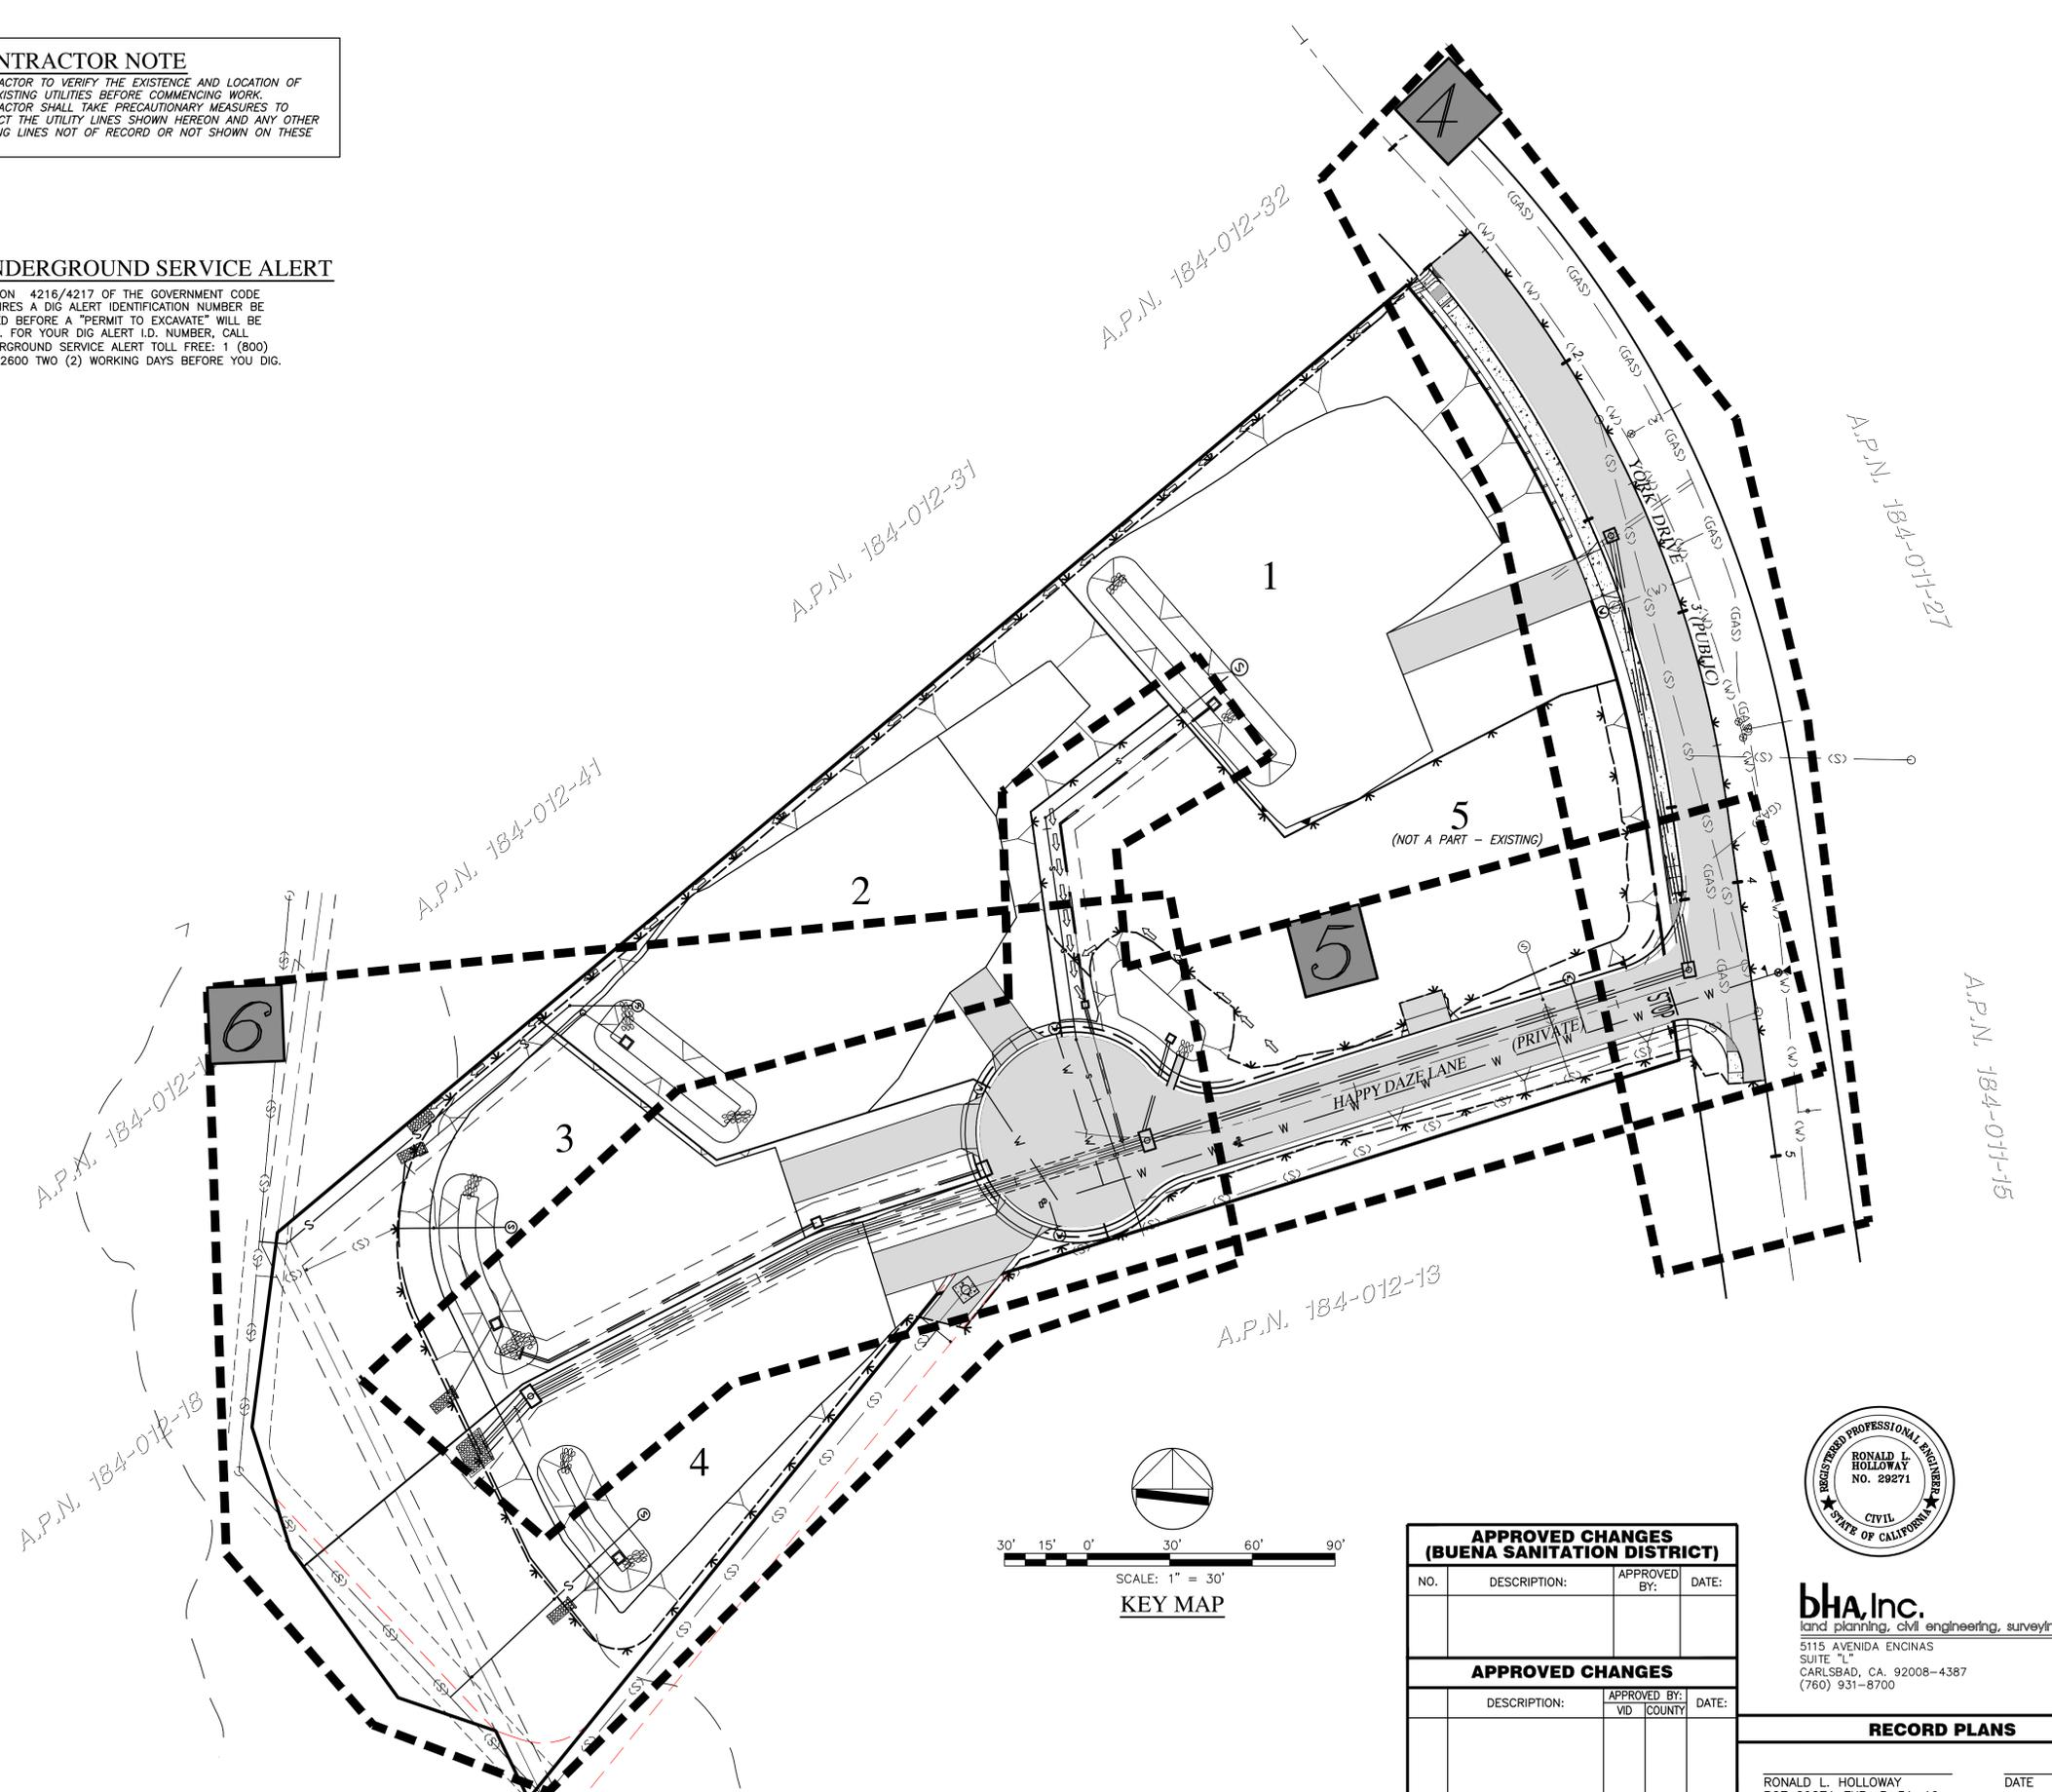 NTRACTOR NOTE
ACTOR TO VERIFY THE EXISTENCE AND LOCATION OF
XISTING UTILITIES BEFORE COMMENCING WORK.
ACTOR SHALL TAKE PRECAUTIONARY MEASURES TO
CT THE UTILITY LINES SHOWN HEREON AND ANY OTHER
NG LINES NOT OF RECORD OR NOT SHOWN ON THESE
NDERGROUND SERVICE ALERT
ON 4216/4217 OF THE GOVERNMENT CODE
IRES A DIG ALERT IDENTIFICATION NUMBER BE
ED BEFORE A "PERMIT TO EXCAVATE" WILL BE
. FOR YOUR DIG ALERT I.D. NUMBER, CALL
RGROUND SERVICE ALERT TOLL FREE: 1 (800)
2600 TWO (2) WORKING DAYS BEFORE YOU DIG.
4
A.P.N. 184-012-32
A.P.N. 184-012-31
A.P.N. 184-012-41
A.P.N. 184-012-1
A.P.N. 184-012-18
A.P.N. 184-011-27
A.P.N. 184-011-15
A.P.N. 184-012-13
YORK DRIVE
(PUBLIC)
1
2
3
4
5
(NOT A PART - EXISTING)
5
6
HAPPY DAZE LANE
(PRIVATE)
STOP
(GAS)
(W)
(S)
30' 15' 0' 30' 60' 90'
SCALE: 1" = 30'
KEY MAP
REGISTERED PROFESSIONAL ENGINEER
RONALD L.
HOLLOWAY
NO. 29271
CIVIL
STATE OF CALIFORNIA
APPROVED CHANGES
(BUENA SANITATION DISTRICT)
NO. DESCRIPTION: APPROVED BY: DATE:
APPROVED CHANGES
DESCRIPTION: APPROVED BY: DATE:
VID COUNTY
bHA, Inc.
land planning, civil engineering, surveyin
5115 AVENIDA ENCINAS
SUITE "L"
CARLSBAD, CA. 92008-4387
(760) 931-8700
RECORD PLANS
RONALD L. HOLLOWAY DATE